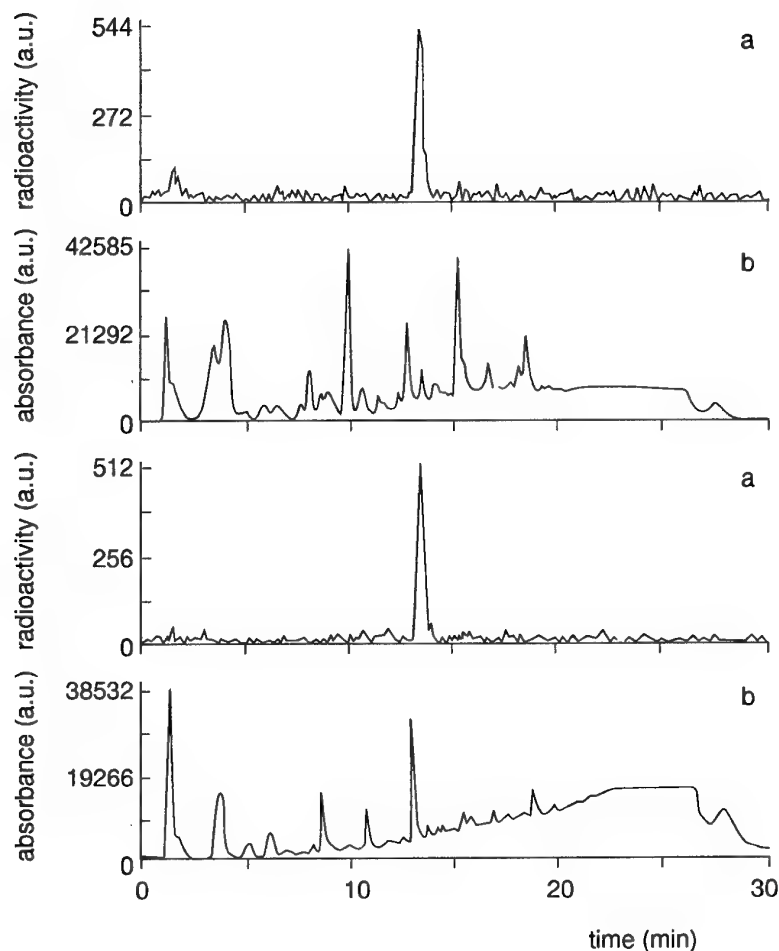 544
272
0
radioactivity (a.u.)
a
42585
21292
0
absorbance (a.u.)
b
512
256
0
radioactivity (a.u.)
a
38532
19266
0
absorbance (a.u.)
b
0
10
20
30
time (min)